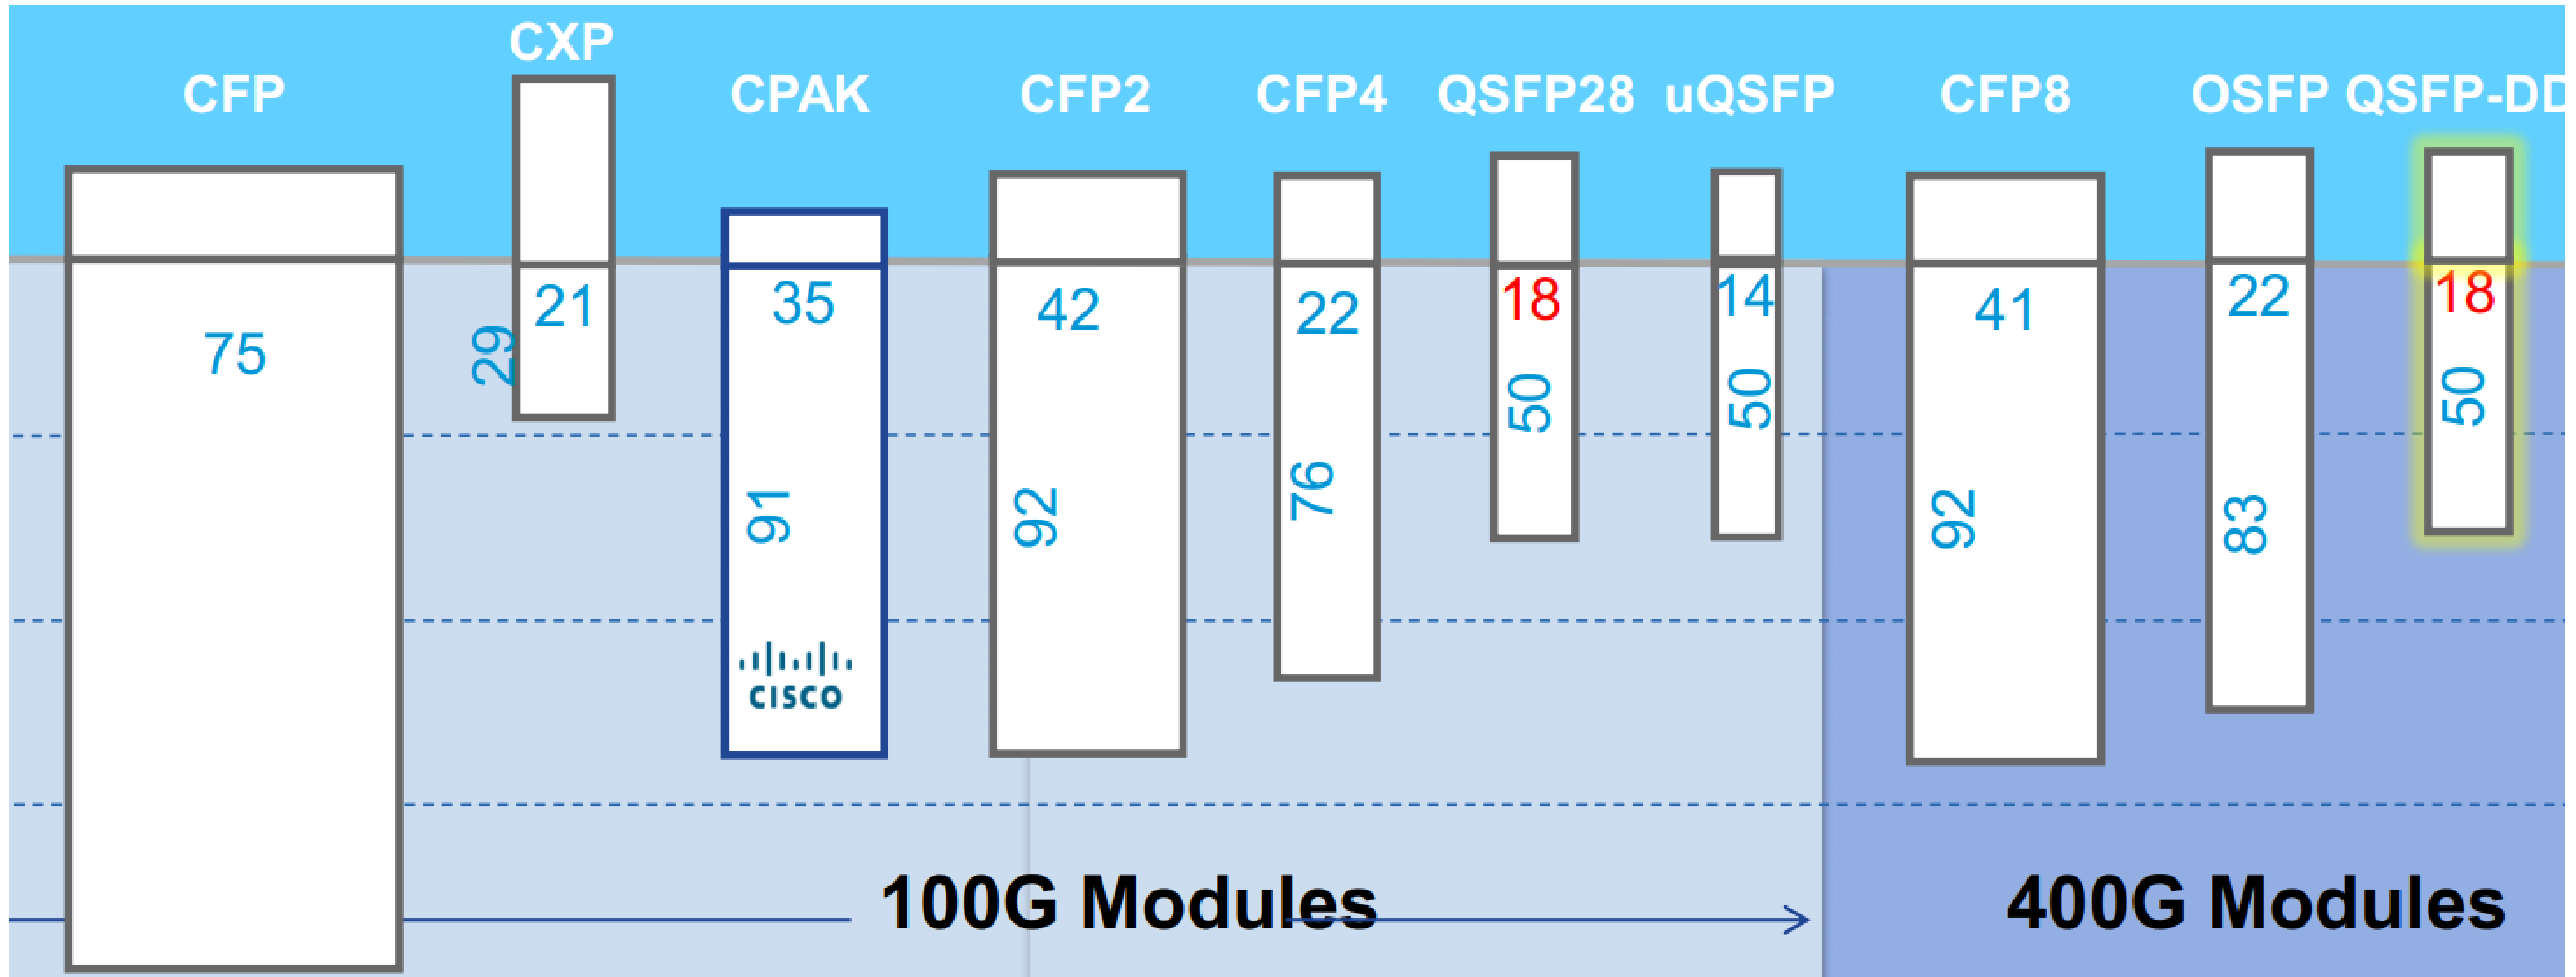 CXP
CFP CPAK CFP2 CFP4 QSFP28 uQSFP CFP8 OSFP QSFP-DD
75 21 35 42 22 18 14 41 22 18
29 91 92 76 50 50 92 83 50
CISCO
100G Modules 400G Modules